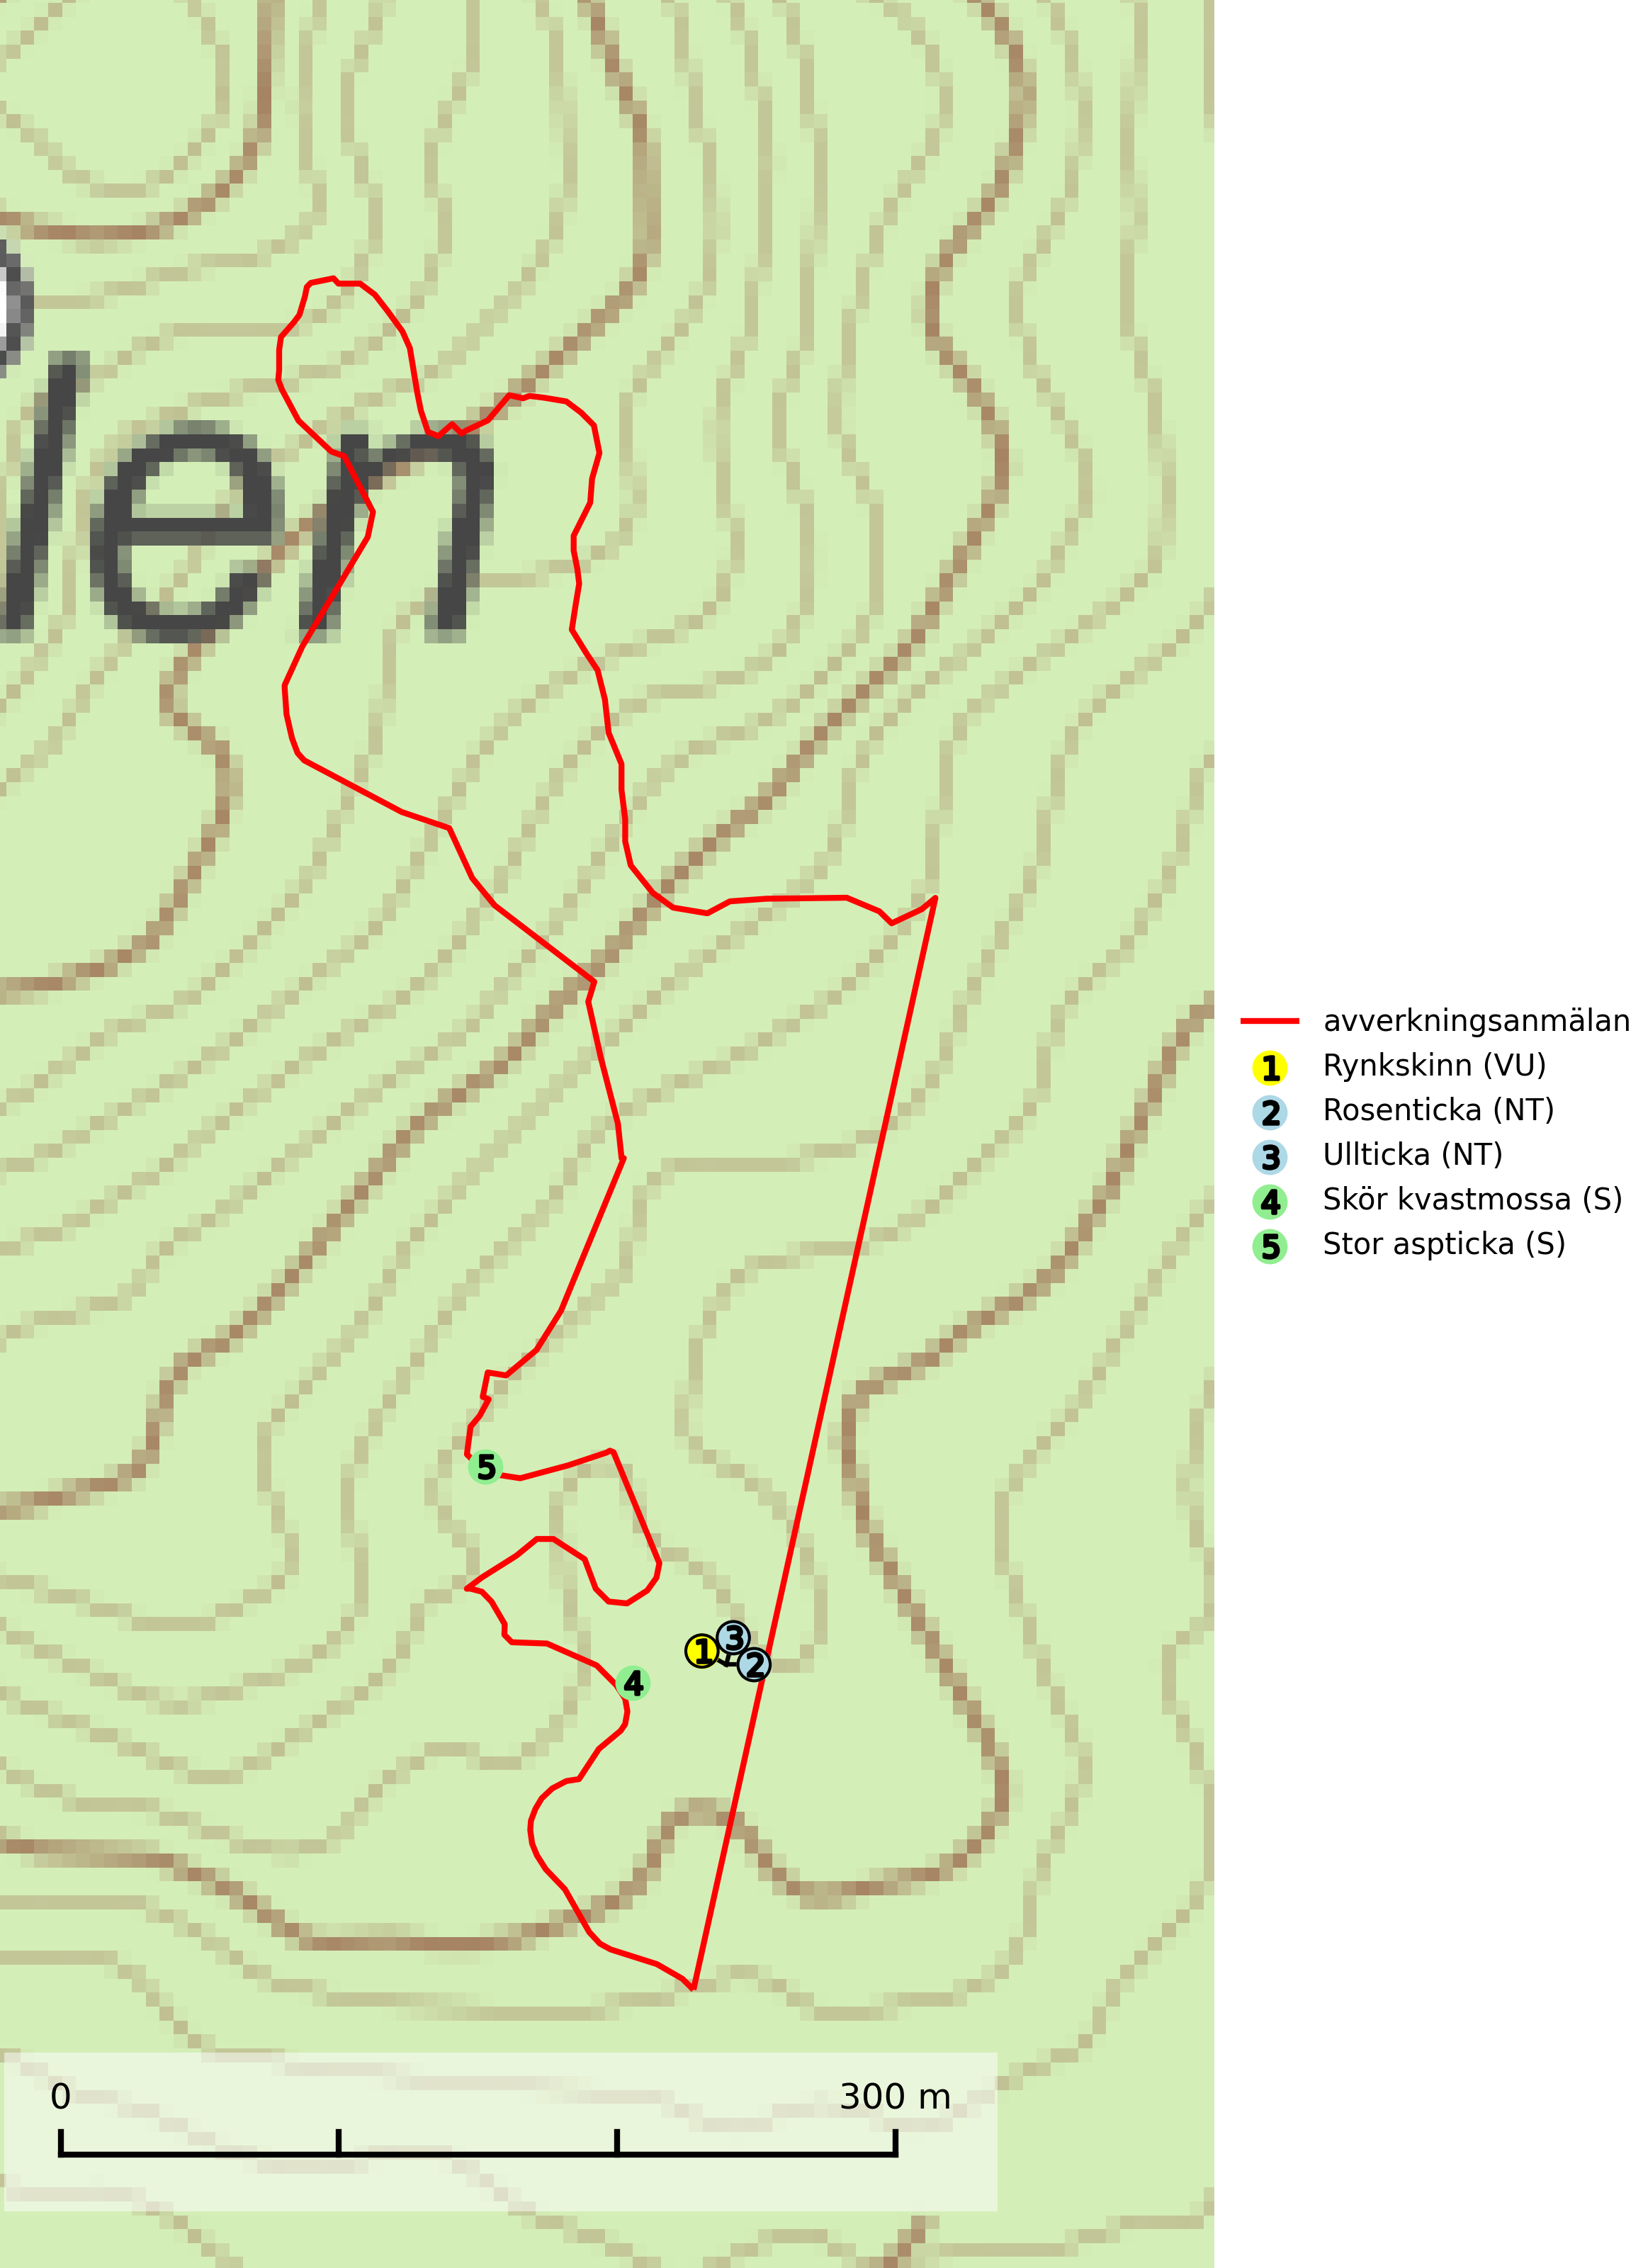 len
avverkningsanmälan
1 Rynkskinn (VU)
2 Rosenticka (NT)
3 Ullticka (NT)
4 Skör kvastmossa (S)
5 Stor aspticka (S)
5
3
1
2
4
0 300 m